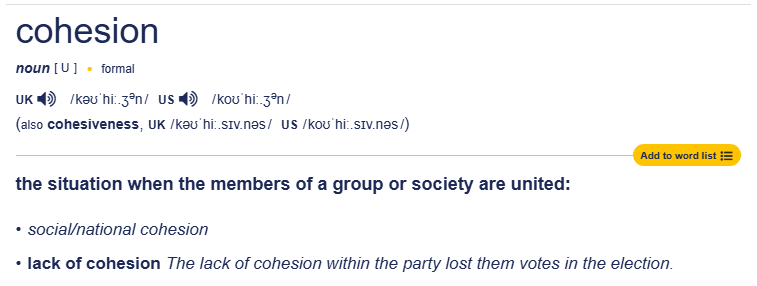 cohesion
noun [ U ] • formal
UK /kəʊˈhiː.ʒᵊn/ US /koʊˈhiː.ʒᵊn/
(also cohesiveness, UK /kəʊˈhiː.sɪv.nəs/ US /koʊˈhiː.sɪv.nəs/)
Add to word list
the situation when the members of a group or society are united:
• social/national cohesion
• lack of cohesion The lack of cohesion within the party lost them votes in the election.